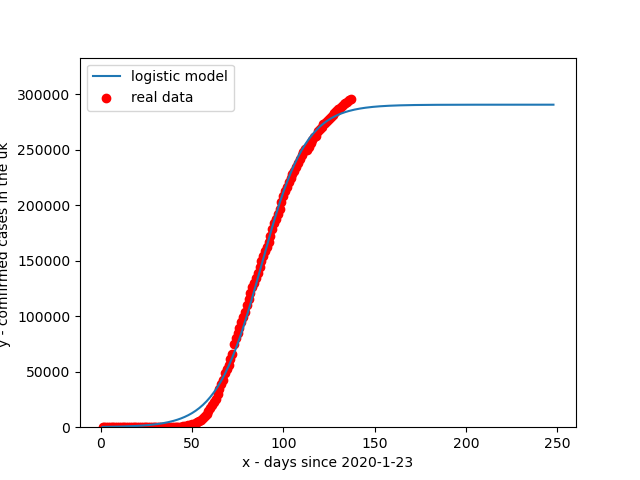 logistic model
real data
300000
250000
200000
150000
100000
50000
0
0 50 100 150 200 250
x - days since 2020-1-23
y - comfirmed cases in the uk